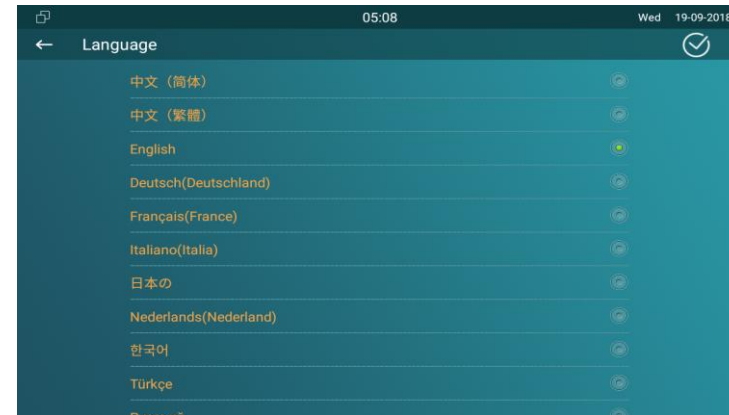 05:08 Wed 19-09-2018
Language
中文（简体）
中文（繁體）
English
Deutsch(Deutschland)
Français(France)
Italiano(Italia)
日本の
Nederlands(Nederland)
한국어
Türkçe